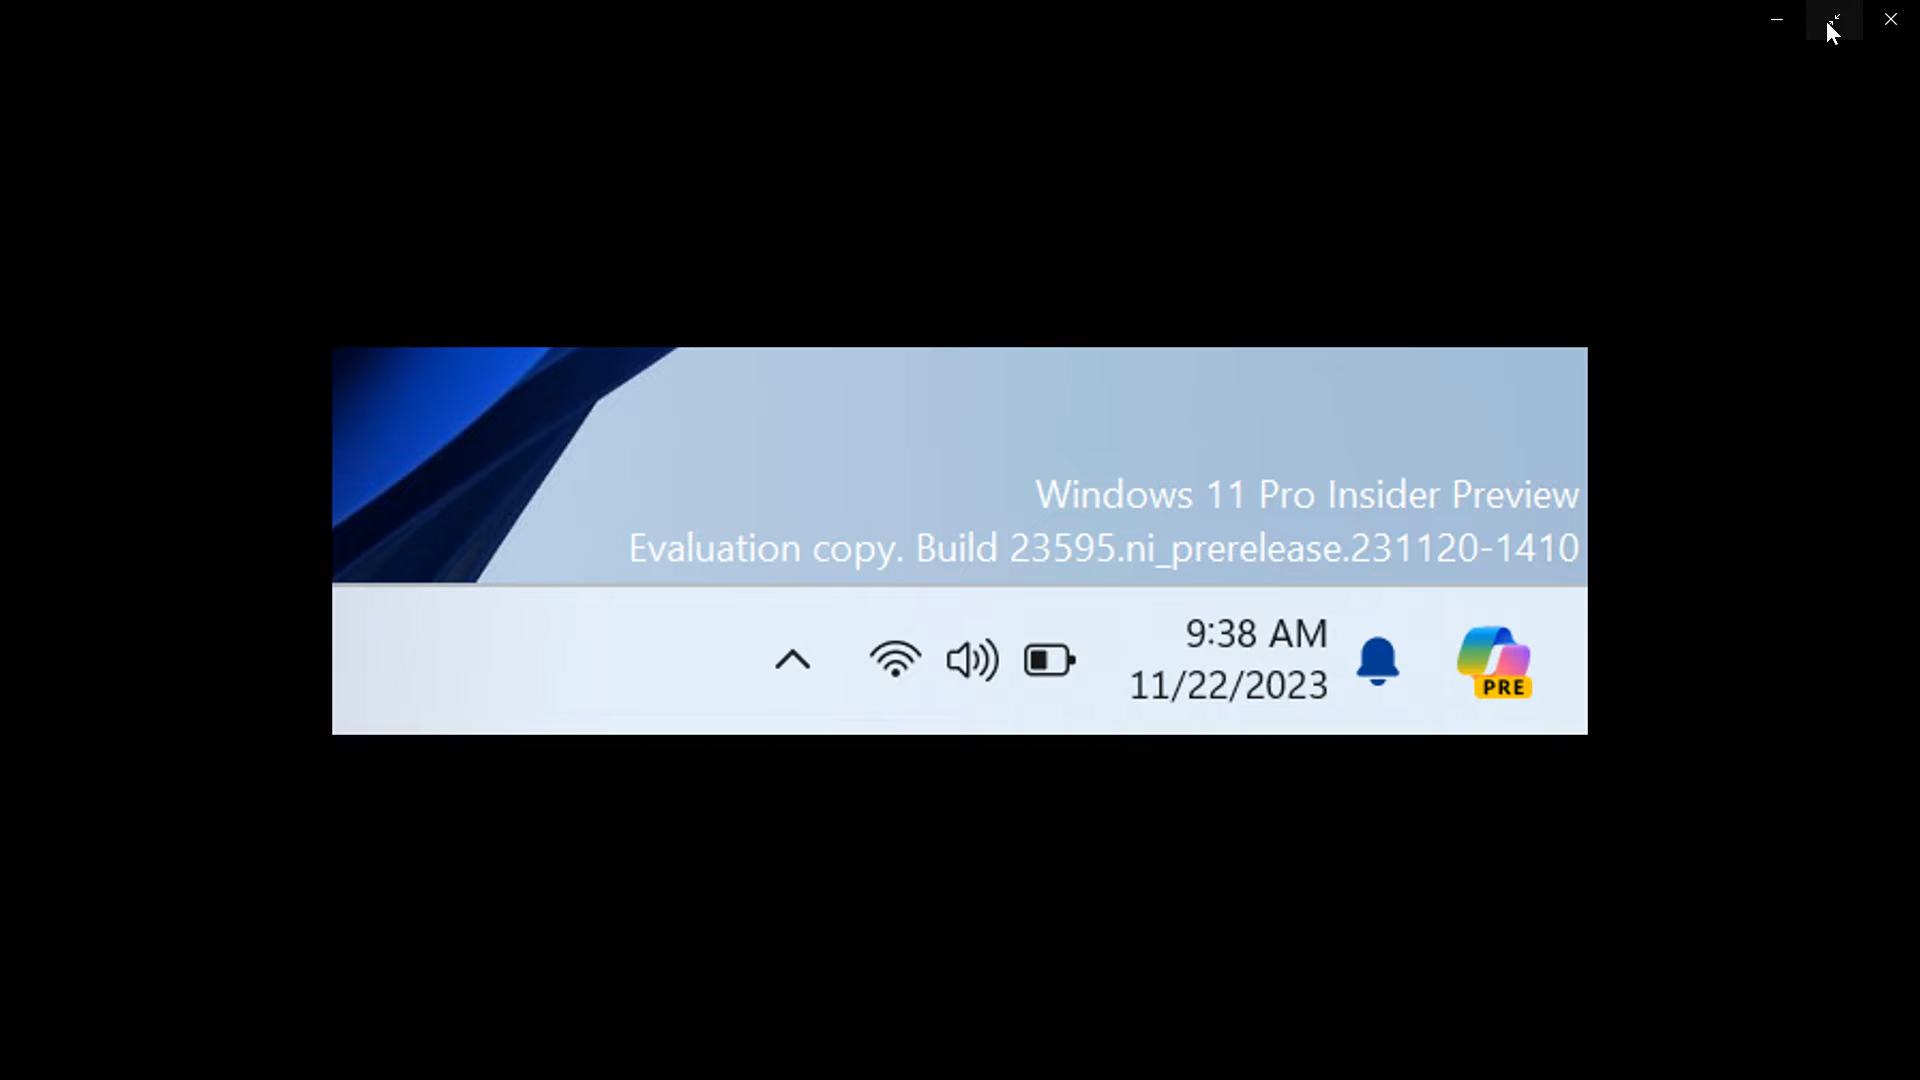 Windows 11 Pro Insider Preview
Evaluation copy. Build 23595.ni_prerelease.231120-1410
9:38 AM
11/22/2023
PRE